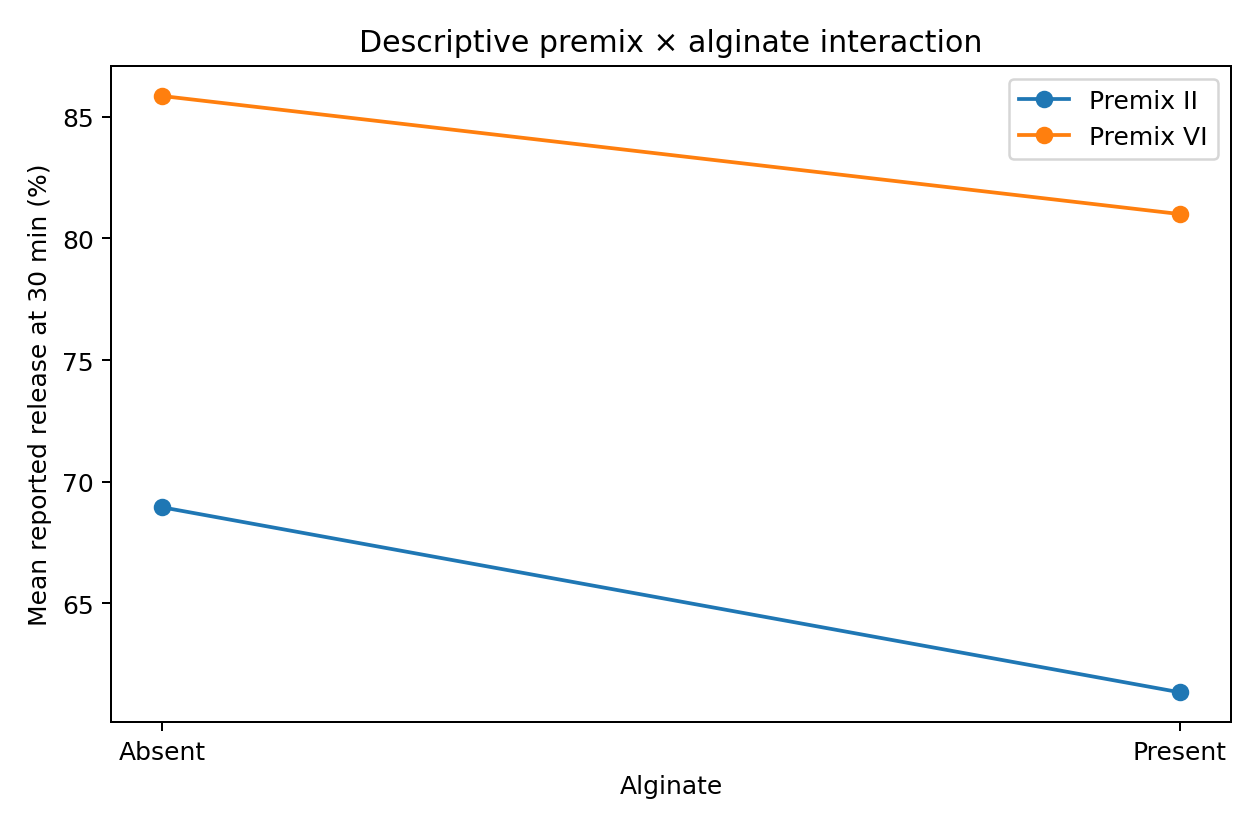 Descriptive premix × alginate interaction
Premix II
Premix VI
Mean reported release at 30 min (%)
85
80
75
70
65
Absent
Present
Alginate